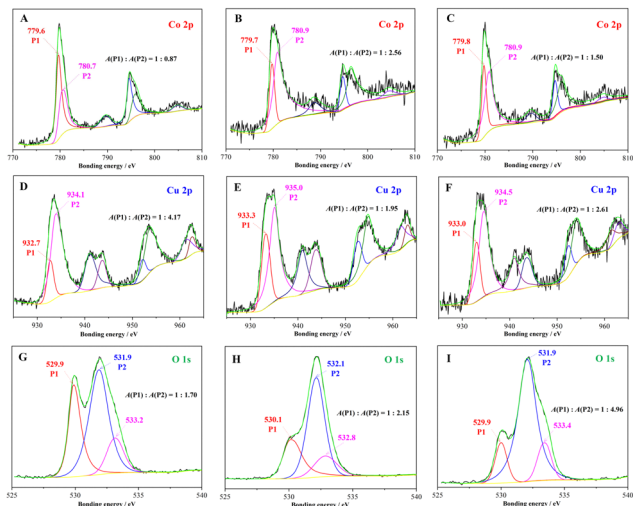 A
Co 2p
779.6
P1
780.7
P2
A(P1) : A(P2) = 1 : 0.87
770 780 790 800 810
Bonding energy / eV
B
Co 2p
779.7
P1
780.9
P2
A(P1) : A(P2) = 1 : 2.56
770 780 790 800 810
Bonding energy / eV
C
Co 2p
779.8
P1
780.9
P2
A(P1) : A(P2) = 1 : 1.50
770 780 790 800 810
Bonding energy / eV
D
Cu 2p
934.1
P2
932.7
P1
A(P1) : A(P2) = 1 : 4.17
930 940 950 960
Bonding energy / eV
E
Cu 2p
935.0
P2
933.3
P1
A(P1) : A(P2) = 1 : 1.95
930 940 950 960
Bonding energy / eV
F
Cu 2p
934.5
P2
933.0
P1
A(P1) : A(P2) = 1 : 2.61
930 940 950 960
Bonding energy / eV
G
O 1s
529.9
P1
531.9
P2
533.2
A(P1) : A(P2) = 1 : 1.70
525 530 535 540
Bonding energy / eV
H
O 1s
532.1
P2
530.1
P1
532.8
A(P1) : A(P2) = 1 : 2.15
525 530 535 540
Bonding energy / eV
I
O 1s
531.9
P2
529.9
P1
533.4
A(P1) : A(P2) = 1 : 4.96
525 530 535 540
Bonding energy / eV